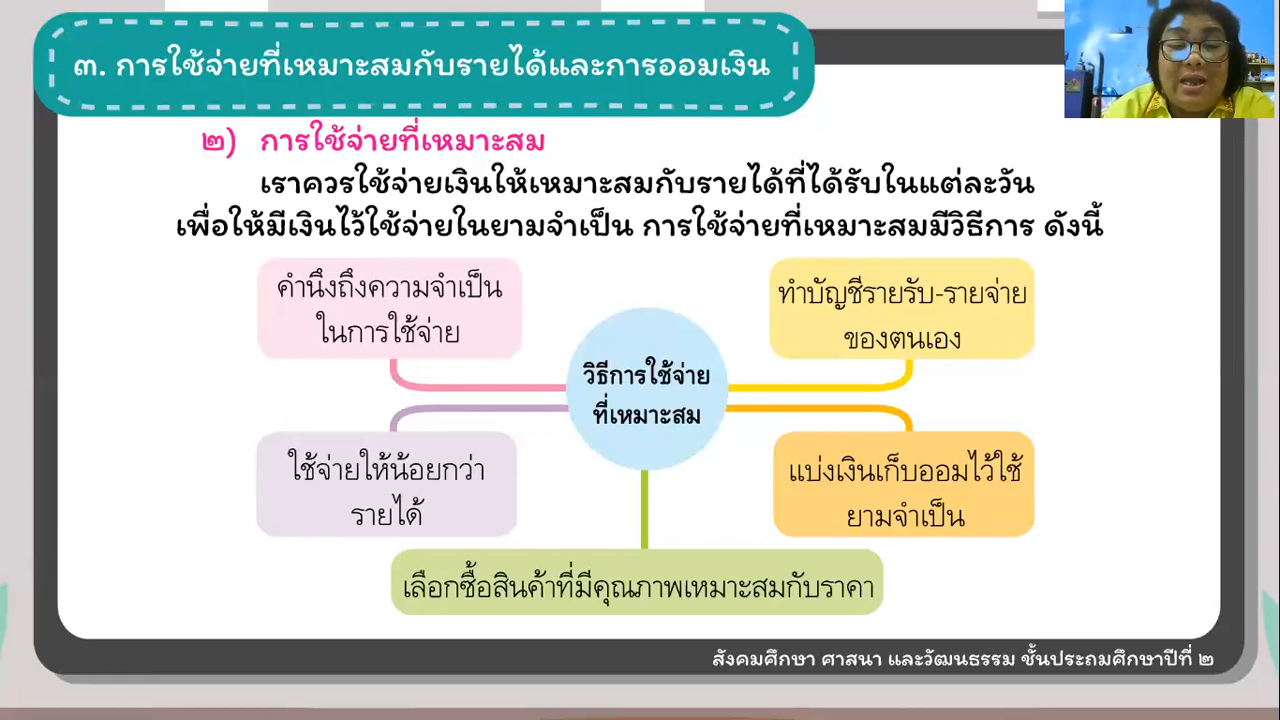 ๓. การใช้จ่ายที่เหมาะสมกับรายได้และการออมเงิน
๒) การใช้จ่ายที่เหมาะสม
เราควรใช้จ่ายเงินให้เหมาะสมกับรายได้ที่ได้รับในแต่ละวัน
เพื่อให้มีเงินไว้ใช้จ่ายในยามจำเป็น การใช้จ่ายที่เหมาะสมมีวิธีการ ดังนี้
คำนึงถึงความจำเป็น
ในการใช้จ่าย
ทำบัญชีรายรับ-รายจ่าย
ของตนเอง
วิธีการใช้จ่าย
ที่เหมาะสม
ใช้จ่ายให้น้อยกว่า
รายได้
แบ่งเงินเก็บออมไว้ใช้
ยามจำเป็น
เลือกซื้อสินค้าที่มีคุณภาพเหมาะสมกับราคา
สังคมศึกษา ศาสนา และวัฒนธรรม ชั้นประถมศึกษาปีที่ ๒